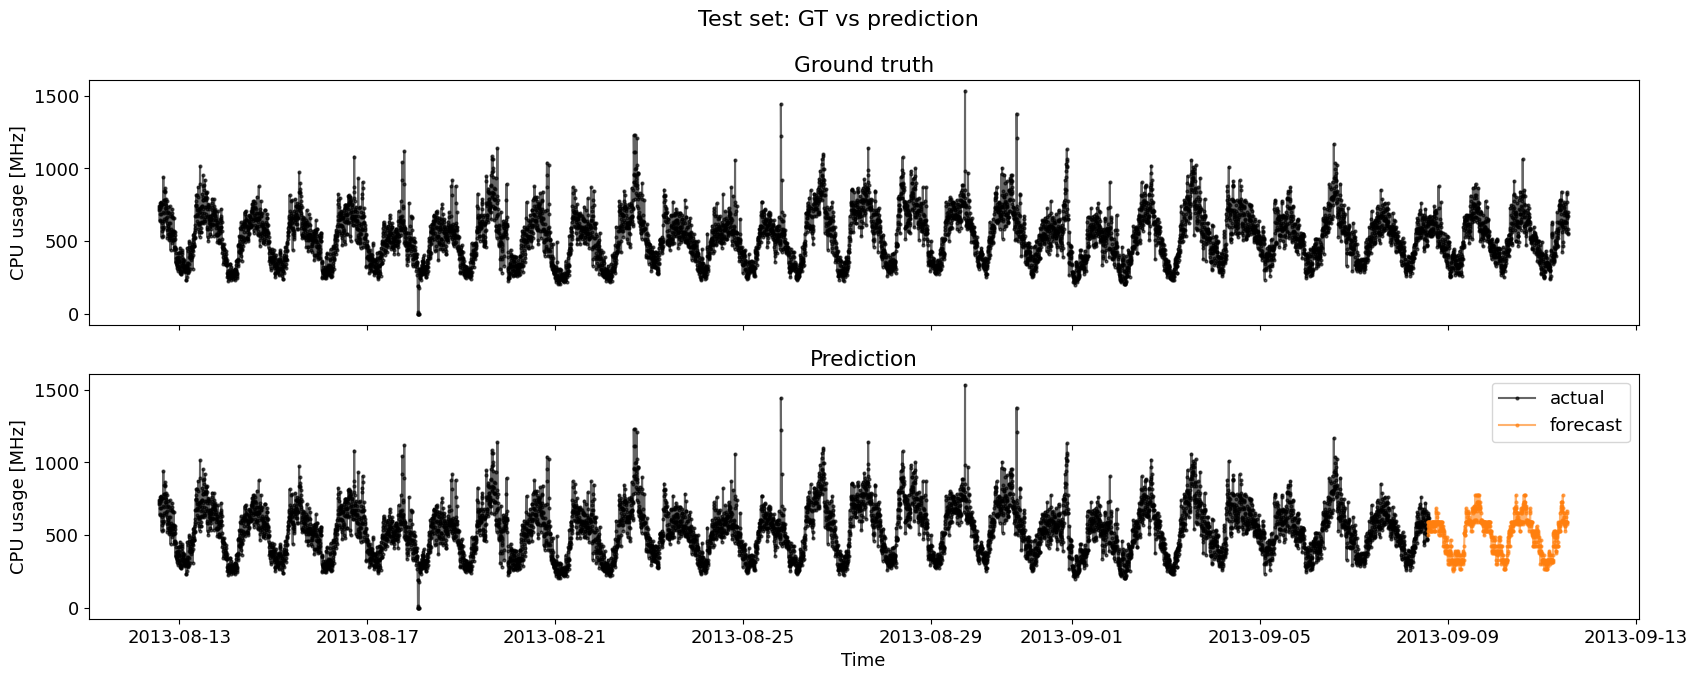 Test set: GT vs prediction
Ground truth
1500
1000
500
0
CPU usage [MHz]
Prediction
1500
1000
500
0
CPU usage [MHz]
actual
forecast
2013-08-13 2013-08-17 2013-08-21 2013-08-25 2013-08-29 2013-09-01 2013-09-05 2013-09-09 2013-09-13
Time